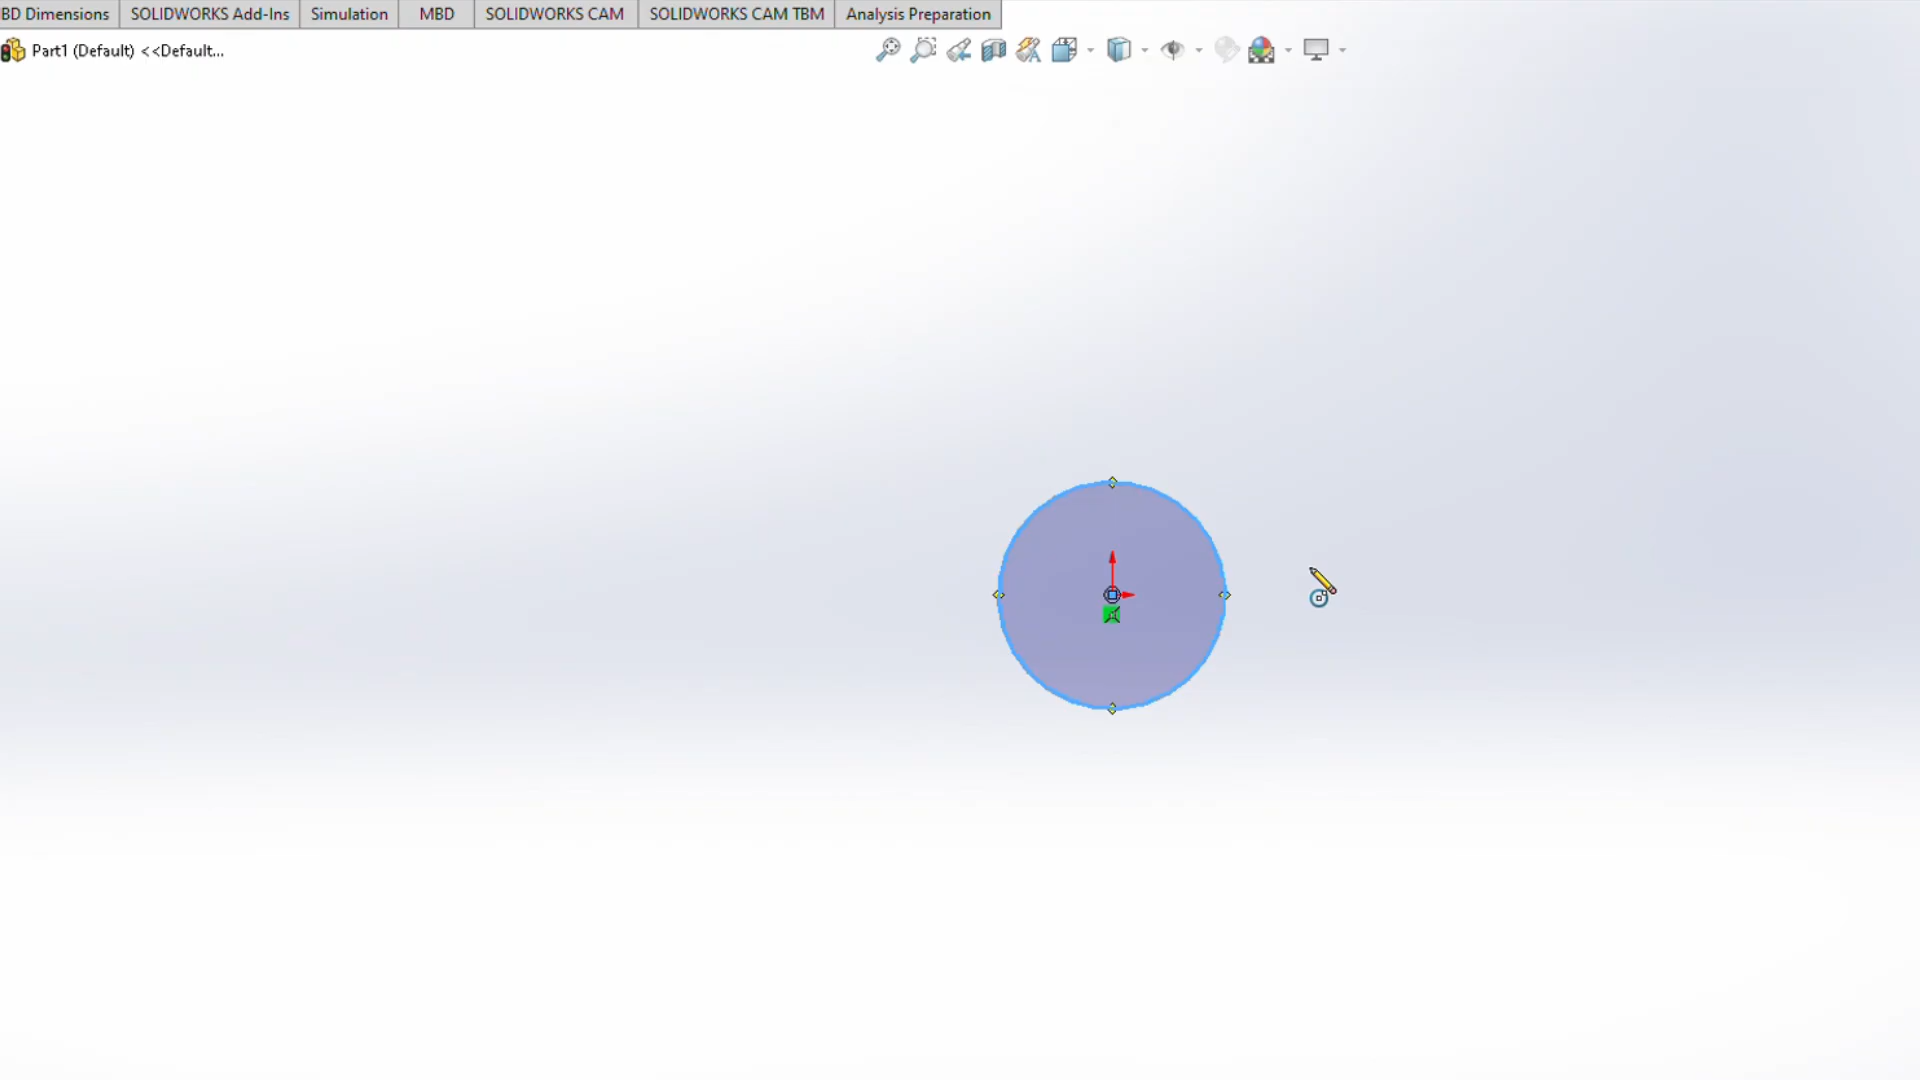 BD Dimensions SOLIDWORKS Add-Ins Simulation MBD SOLIDWORKS CAM SOLIDWORKS CAM TBM Analysis Preparation
Part1 (Default) <<Default...